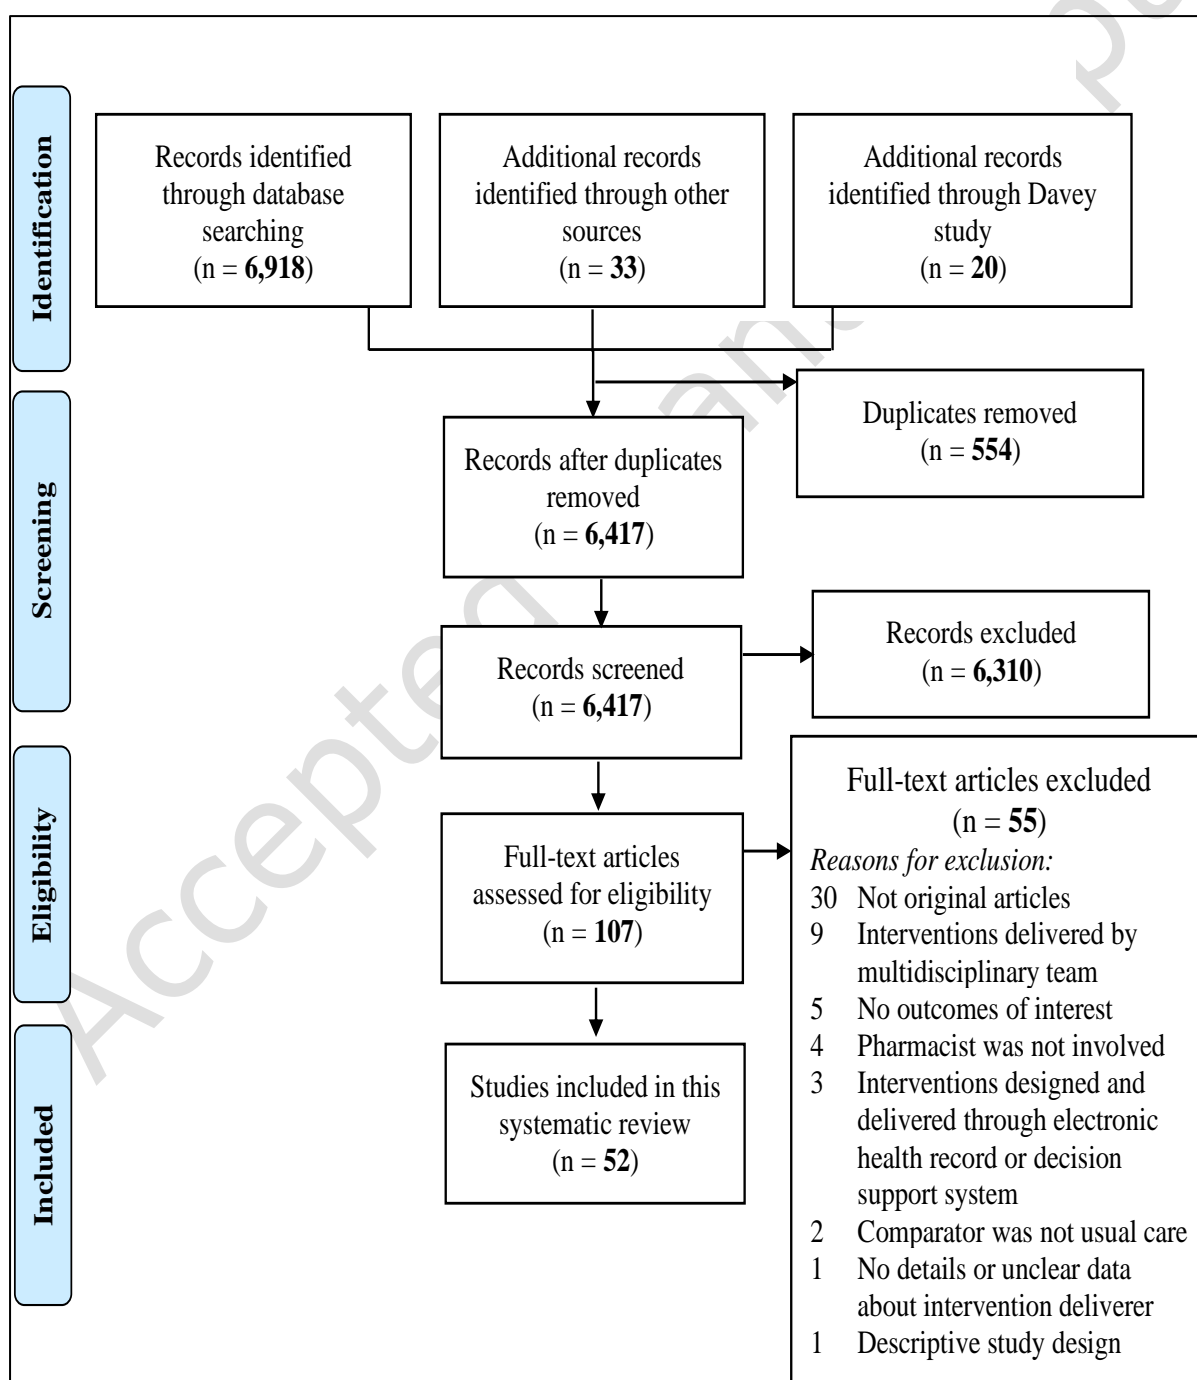 Identification
Records identified
through database
searching
(n = 6,918)
Additional records
identified through other
sources
(n = 33)
Additional records
identified through Davey
study
(n = 20)
Duplicates removed
(n = 554)
Screening
Records after duplicates
removed
(n = 6,417)
Records screened
(n = 6,417)
Records excluded
(n = 6,310)
Eligibility
Full-text articles
assessed for eligibility
(n = 107)
Full-text articles excluded
(n = 55)
Reasons for exclusion:
30 Not original articles
9 Interventions delivered by
multidisciplinary team
5 No outcomes of interest
4 Pharmacist was not involved
3 Interventions designed and
delivered through electronic
health record or decision
support system
2 Comparator was not usual care
1 No details or unclear data
about intervention deliverer
1 Descriptive study design
Included
Studies included in this
systematic review
(n = 52)
Accepted